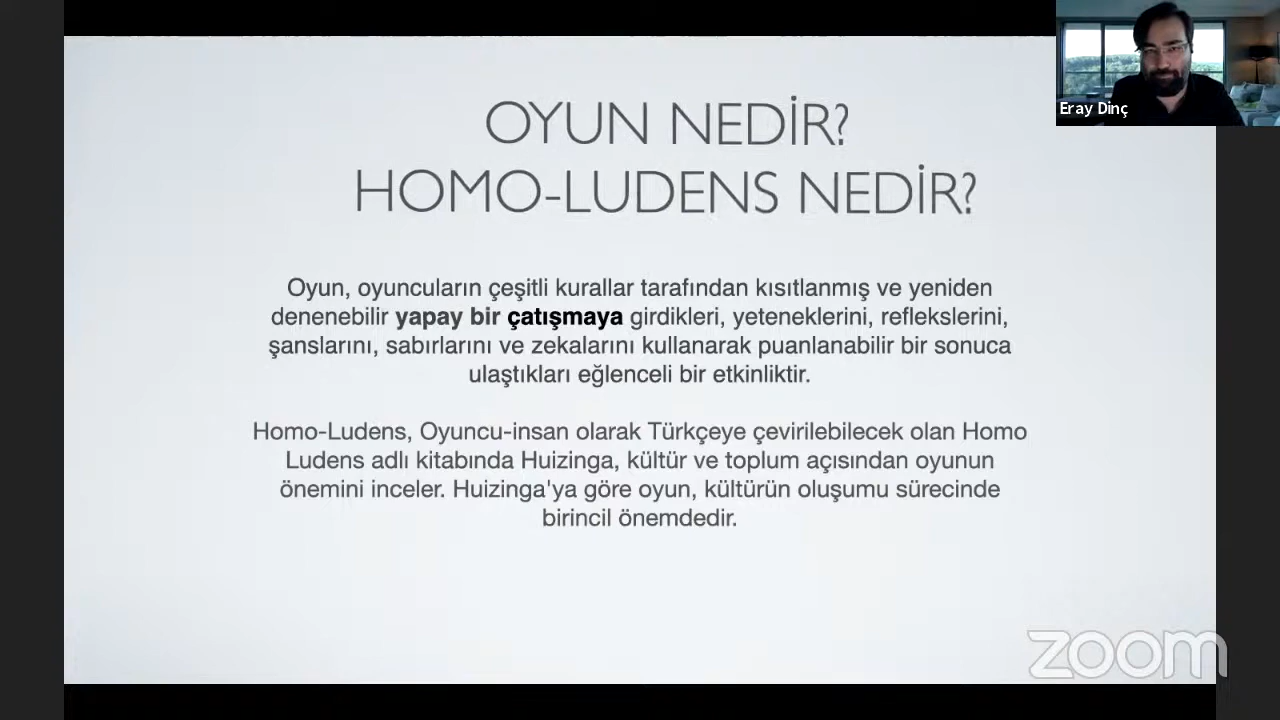 OYUN NEDİR?
HOMO-LUDENS NEDİR?
Oyun, oyuncuların çeşitli kurallar tarafından kısıtlanmış ve yeniden
denenebilir yapay bir çatışmaya girdikleri, yeteneklerini, reflekslerini,
şanslarını, sabırlarını ve zekalarını kullanarak puanlanabilir bir sonuca
ulaştıkları eğlenceli bir etkinliktir.
Homo-Ludens, Oyuncu-insan olarak Türkçeye çevirilebilecek olan Homo
Ludens adlı kitabında Huizinga, kültür ve toplum açısından oyunun
önemini inceler. Huizinga'ya göre oyun, kültürün oluşumu sürecinde
birincil önemdedir.
Eray Dinç
zoom